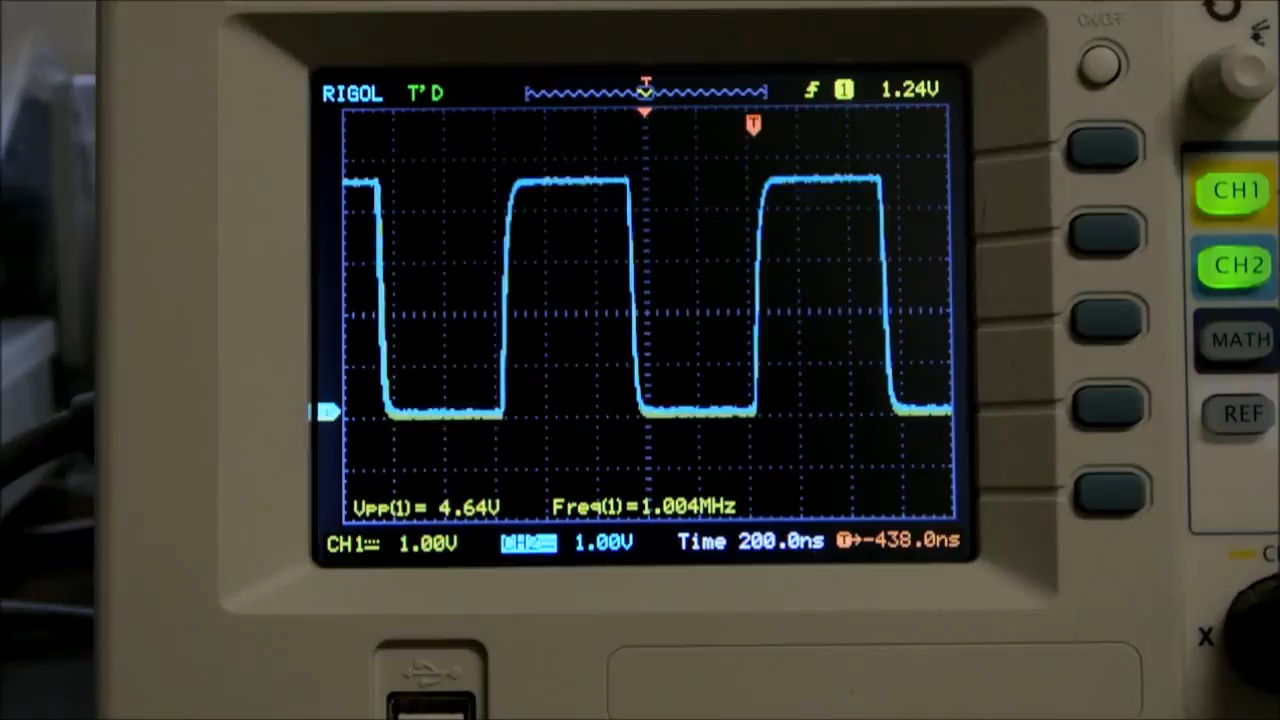 ON/OFF
RIGOL T'D T 1 1.24V
T
CH1
CH2
MATH
REF
Vpp(1)= 4.64V Freq(1)=1.004MHz
CH1 1.00V CH2 1.00V Time 200.0ns T→-438.0ns
X